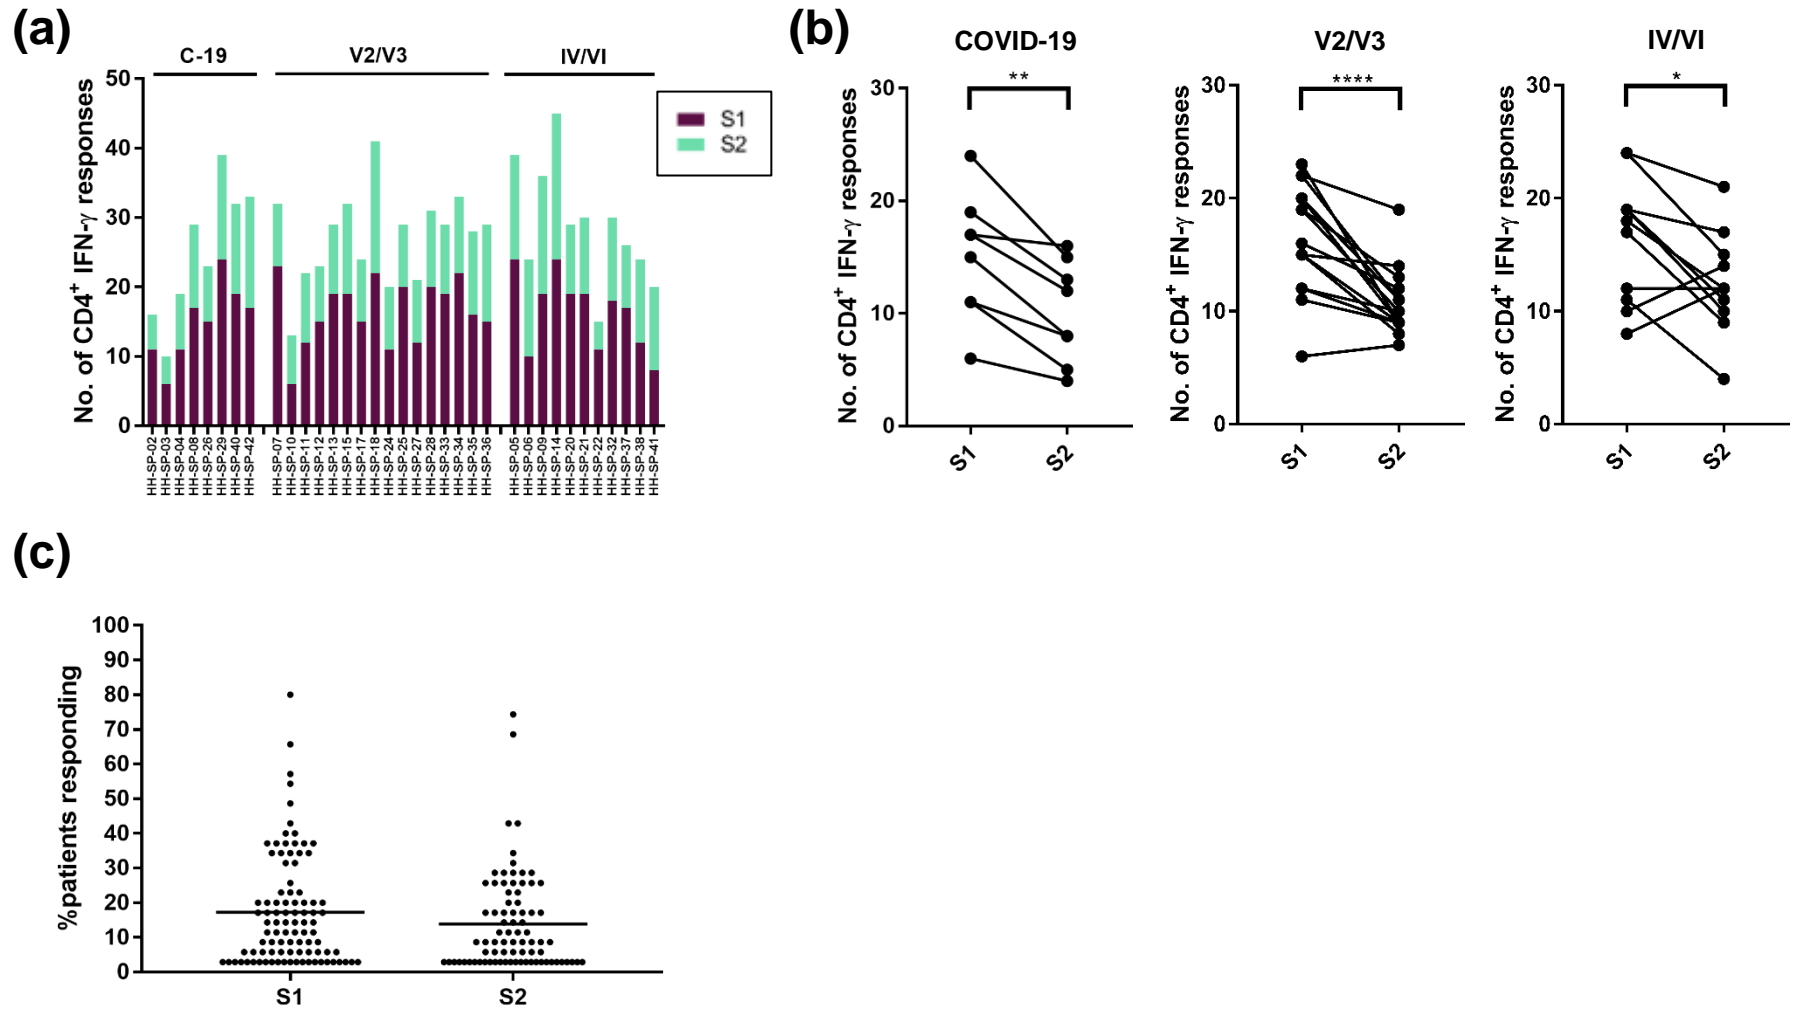 (a)
C-19
V2/V3
IV/VI
No. of CD4+ IFN-γ responses
50
40
30
20
10
0
S1
S2
HH-SP-02
HH-SP-03
HH-SP-04
HH-SP-08
HH-SP-26
HH-SP-29
HH-SP-40
HH-SP-42
HH-SP-07
HH-SP-10
HH-SP-11
HH-SP-12
HH-SP-13
HH-SP-15
HH-SP-17
HH-SP-18
HH-SP-24
HH-SP-25
HH-SP-27
HH-SP-28
HH-SP-33
HH-SP-34
HH-SP-35
HH-SP-36
HH-SP-05
HH-SP-06
HH-SP-09
HH-SP-14
HH-SP-20
HH-SP-21
HH-SP-22
HH-SP-32
HH-SP-37
HH-SP-38
HH-SP-41
(b)
COVID-19
**
No. of CD4+ IFN-γ responses
30
20
10
0
S1
S2
V2/V3
****
No. of CD4+ IFN-γ responses
30
20
10
0
S1
S2
IV/VI
*
No. of CD4+ IFN-γ responses
30
20
10
0
S1
S2
(c)
%patients responding
100
90
80
70
60
50
40
30
20
10
0
S1
S2